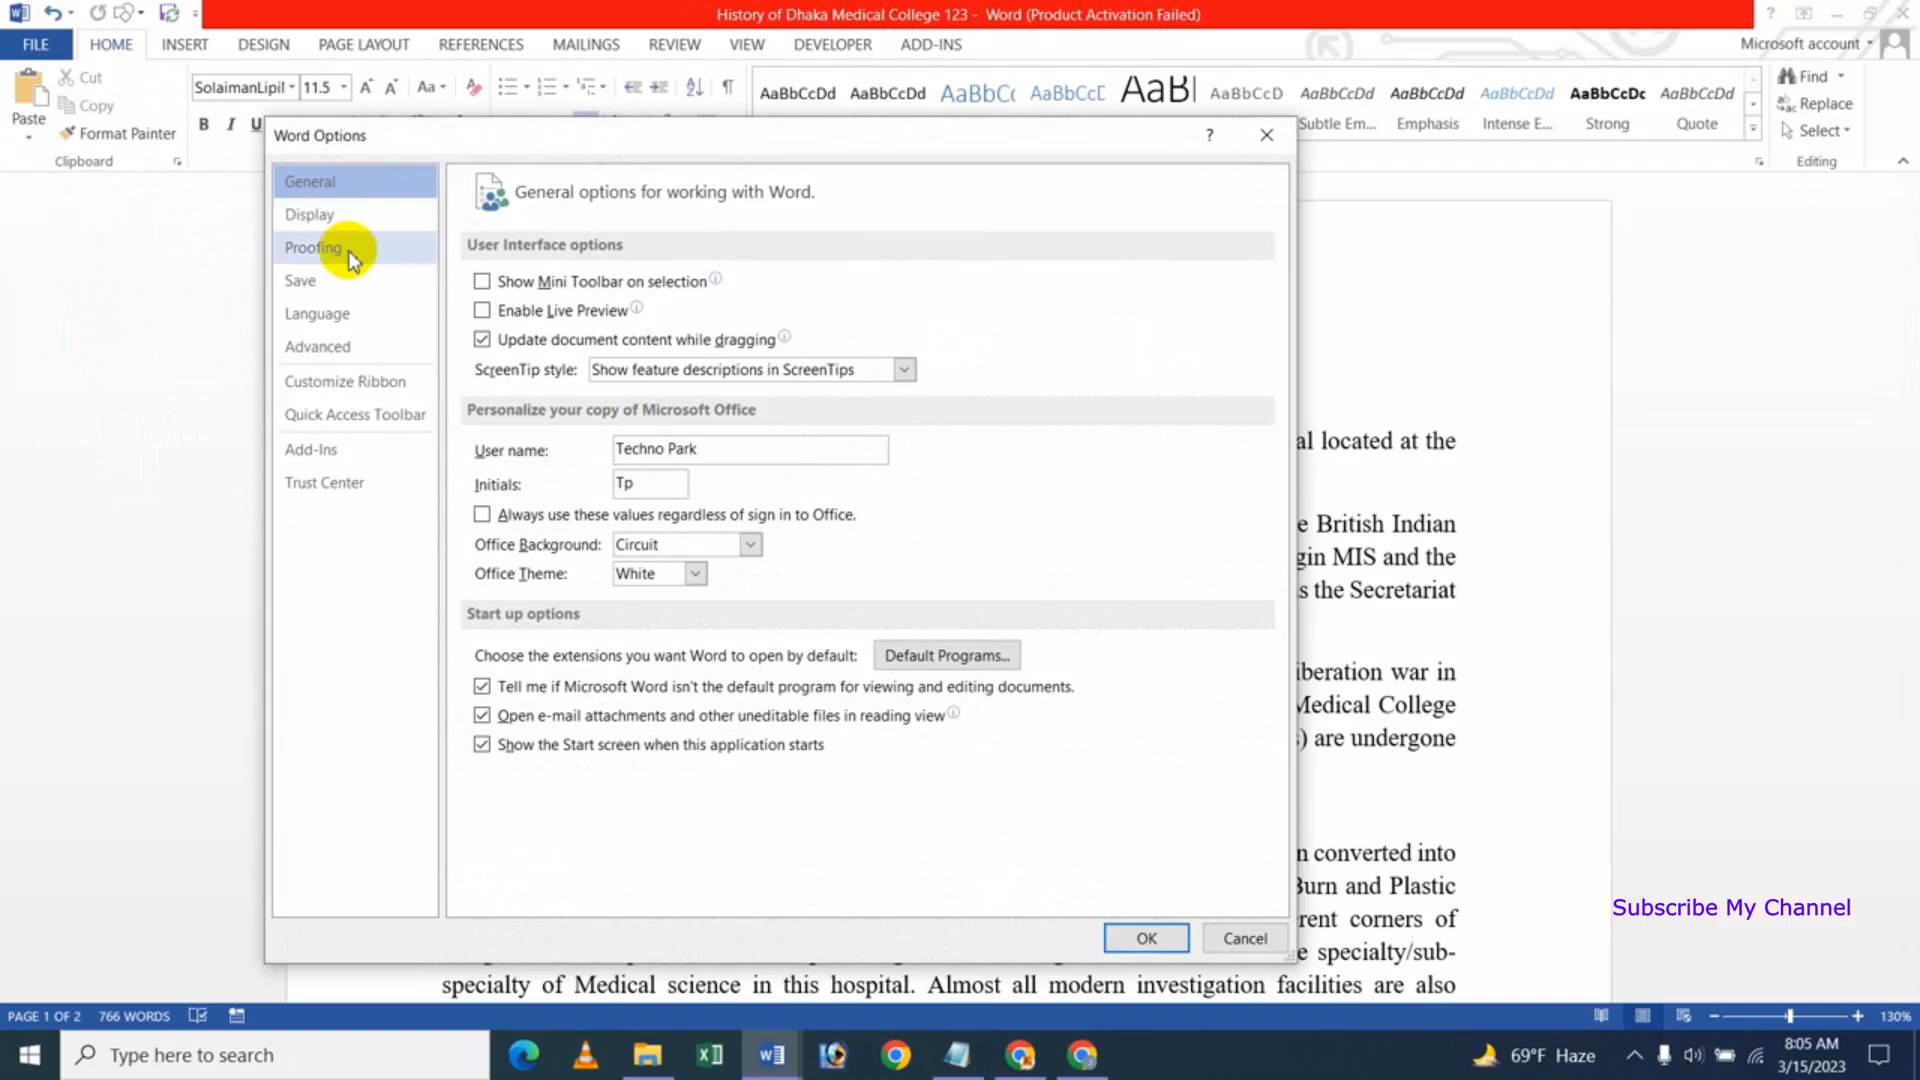 History of Dhaka Medical College 123 - Word (Product Activation Failed)
FILE HOME INSERT DESIGN PAGE LAYOUT REFERENCES MAILINGS REVIEW VIEW DEVELOPER ADD-INS Microsoft account
Paste
Cut
Copy
Format Painter
Clipboard
SolaimanLipi 11.5
B I U
AaBbCcDd AaBbCcDd AaBbC AaBbCcD AaB AaBbCcD AaBbCcDd AaBbCcDd AaBbCcDd AaBbCcDc AaBbCcDd
Subtle Em... Emphasis Intense E... Strong Quote
Find
Replace
Select
Editing
Word Options
General
Display
Proofing
Save
Language
Advanced
Customize Ribbon
Quick Access Toolbar
Add-Ins
Trust Center
General options for working with Word.
User Interface options
Show Mini Toolbar on selection
Enable Live Preview
Update document content while dragging
ScreenTip style: Show feature descriptions in ScreenTips
Personalize your copy of Microsoft Office
User name: Techno Park
Initials: Tp
Always use these values regardless of sign in to Office.
Office Background: Circuit
Office Theme: White
Start up options
Choose the extensions you want Word to open by default: Default Programs...
Tell me if Microsoft Word isn't the default program for viewing and editing documents.
Open e-mail attachments and other uneditable files in reading view
Show the Start screen when this application starts
OK Cancel
al located at the
e British Indian
gin MIS and the
s the Secretariat
iberation war in
Medical College
s) are undergone
n converted into
Burn and Plastic
rent corners of
e specialty/sub-
specialty of Medical science in this hospital. Almost all modern investigation facilities are also
Subscribe My Channel
PAGE 1 OF 2 766 WORDS 130%
Type here to search
69°F Haze
8:05 AM
3/15/2023